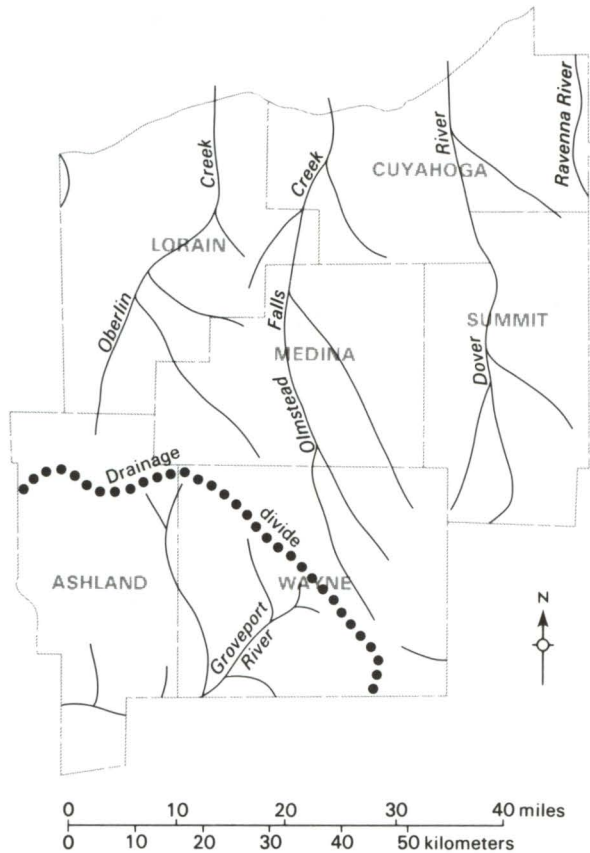 Ravenna River
River
CUYAHOGA
Creek
Creek
LORAIN
Oberlin
Falls
SUMMIT
MEDINA
Dover
Olmstead
Drainage
divide
ASHLAND
WAYNE
Groveport
River
N
0 10 20 30 40 miles
0 10 20 30 40 50 kilometers